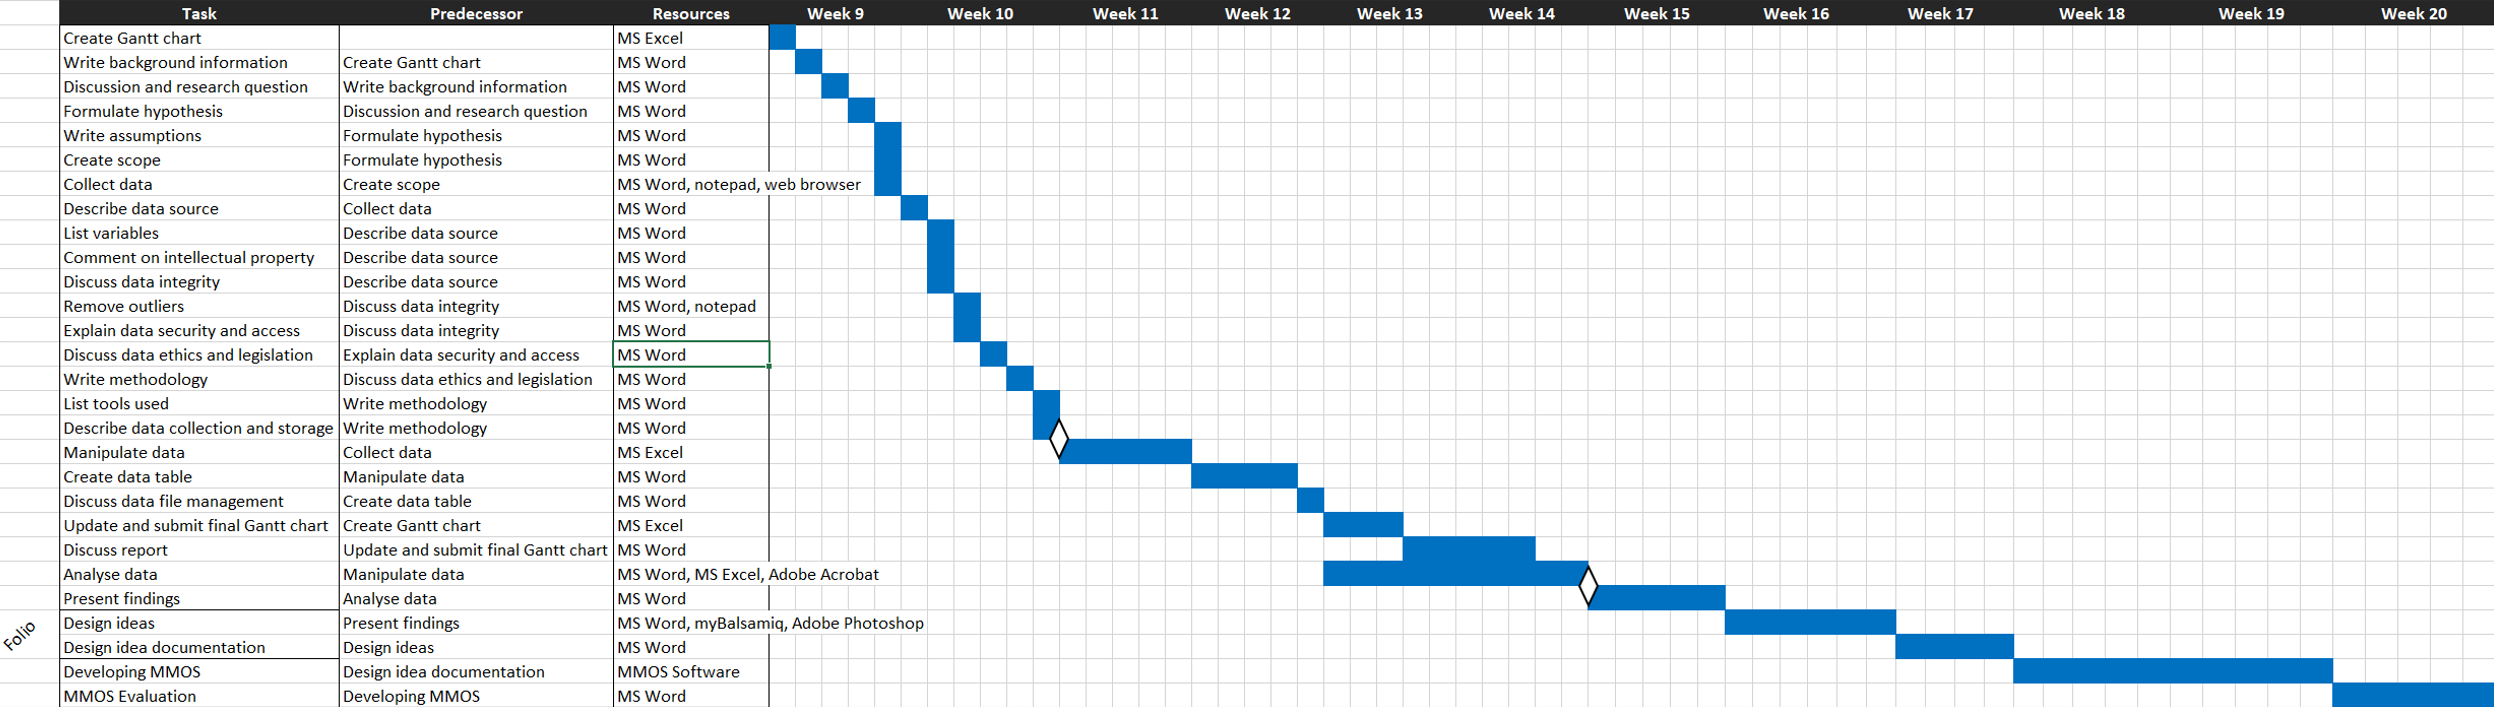 Task Predecessor Resources Week 9 Week 10 Week 11 Week 12 Week 13 Week 14 Week 15 Week 16 Week 17 Week 18 Week 19 Week 20
Create Gantt chart MS Excel
Write background information Create Gantt chart MS Word
Discussion and research question Write background information MS Word
Formulate hypothesis Discussion and research question MS Word
Write assumptions Formulate hypothesis MS Word
Create scope Formulate hypothesis MS Word
Collect data Create scope MS Word, notepad, web browser
Describe data source Collect data MS Word
List variables Describe data source MS Word
Comment on intellectual property Describe data source MS Word
Discuss data integrity Describe data source MS Word
Remove outliers Discuss data integrity MS Word, notepad
Explain data security and access Discuss data integrity MS Word
Discuss data ethics and legislation Explain data security and access MS Word
Write methodology Discuss data ethics and legislation MS Word
List tools used Write methodology MS Word
Describe data collection and storage Write methodology MS Word
Manipulate data Collect data MS Excel
Create data table Manipulate data MS Word
Discuss data file management Create data table MS Word
Update and submit final Gantt chart Create Gantt chart MS Excel
Discuss report Update and submit final Gantt chart MS Word
Analyse data Manipulate data MS Word, MS Excel, Adobe Acrobat
Present findings Analyse data MS Word
Folio
Design ideas Present findings MS Word, myBalsamiq, Adobe Photoshop
Design idea documentation Design ideas MS Word
Developing MMOS Design idea documentation MMOS Software
MMOS Evaluation Developing MMOS MS Word